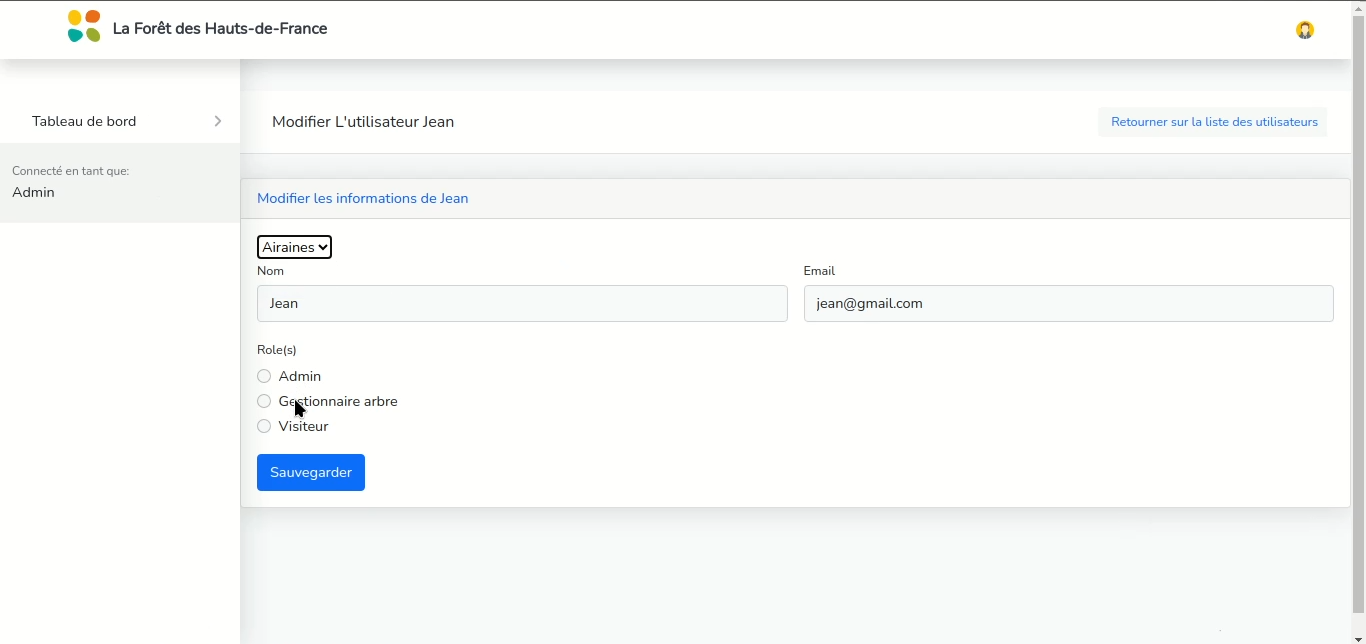 La Forêt des Hauts-de-France
Tableau de bord
Connecté en tant que:
Admin
Modifier L'utilisateur Jean
Retourner sur la liste des utilisateurs
Modifier les informations de Jean
Airaines
Nom
Email
Jean
jean@gmail.com
Role(s)
Admin
Gestionnaire arbre
Visiteur
Sauvegarder